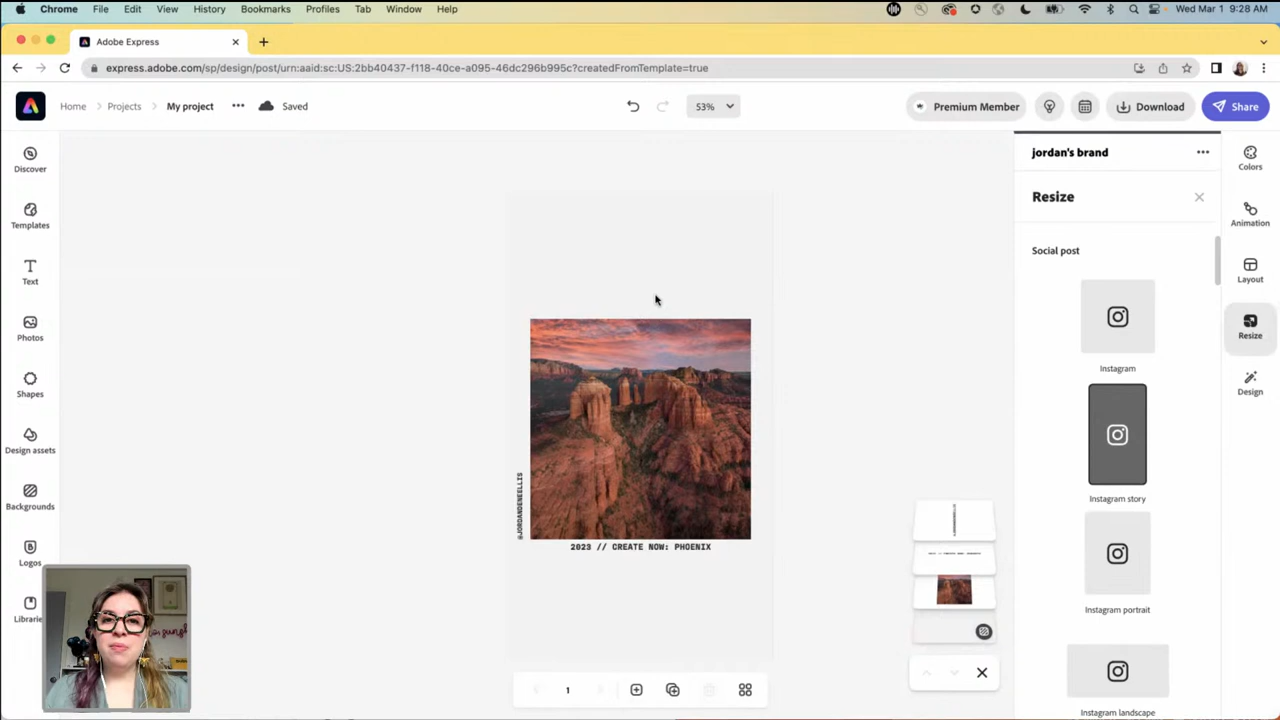 Chrome File Edit View History Bookmarks Profiles Tab Window Help Wed Mar 1 9:28 AM
Adobe Express
express.adobe.com/sp/design/post/urn:aaid:sc:US:2bb40437-f118-40ce-a095-46dc296b995c?createdFromTemplate=true
Home Projects My project Saved 53% Premium Member Download Share
jordan's brand
Resize
Social post
Instagram
Instagram story
Instagram portrait
Instagram landscape
Discover
Templates
Text
Photos
Shapes
Design assets
Backgrounds
Logos
Libraries
Colors
Animation
Layout
Resize
Design
@JORDANDENEELLIS
2023 // CREATE NOW: PHOENIX
1